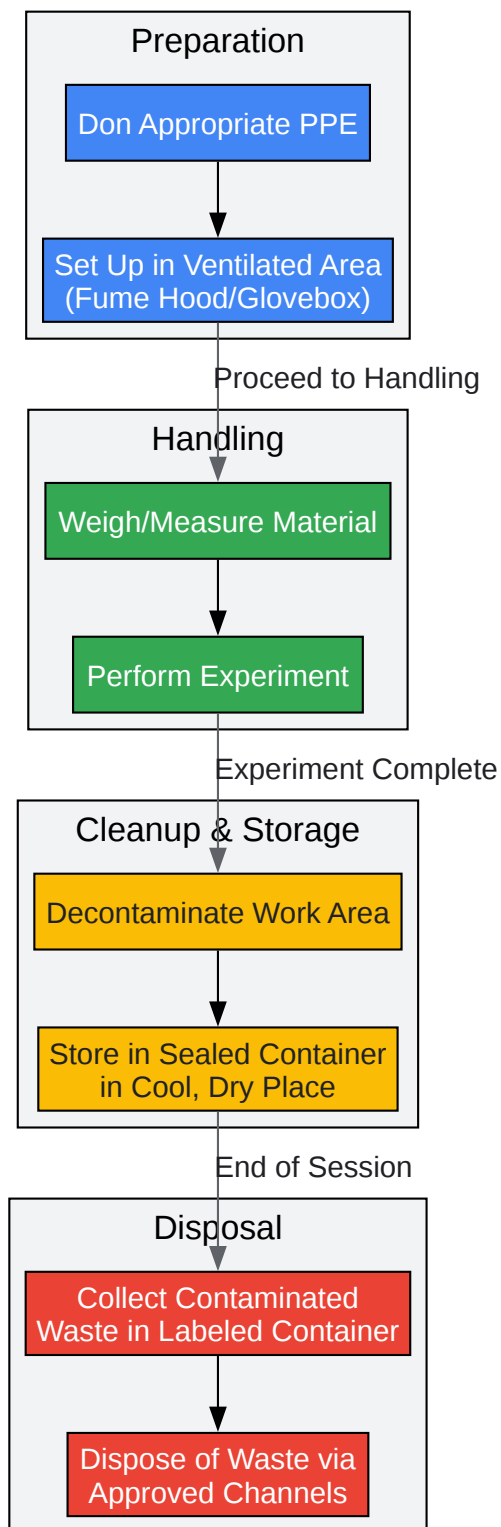 Preparation
Don Appropriate PPE
Set Up in Ventilated Area
(Fume Hood/Glovebox)
Proceed to Handling
Handling
Weigh/Measure Material
Perform Experiment
Experiment Complete
Cleanup & Storage
Decontaminate Work Area
Store in Sealed Container
in Cool, Dry Place
End of Session
Disposal
Collect Contaminated
Waste in Labeled Container
Dispose of Waste via
Approved Channels